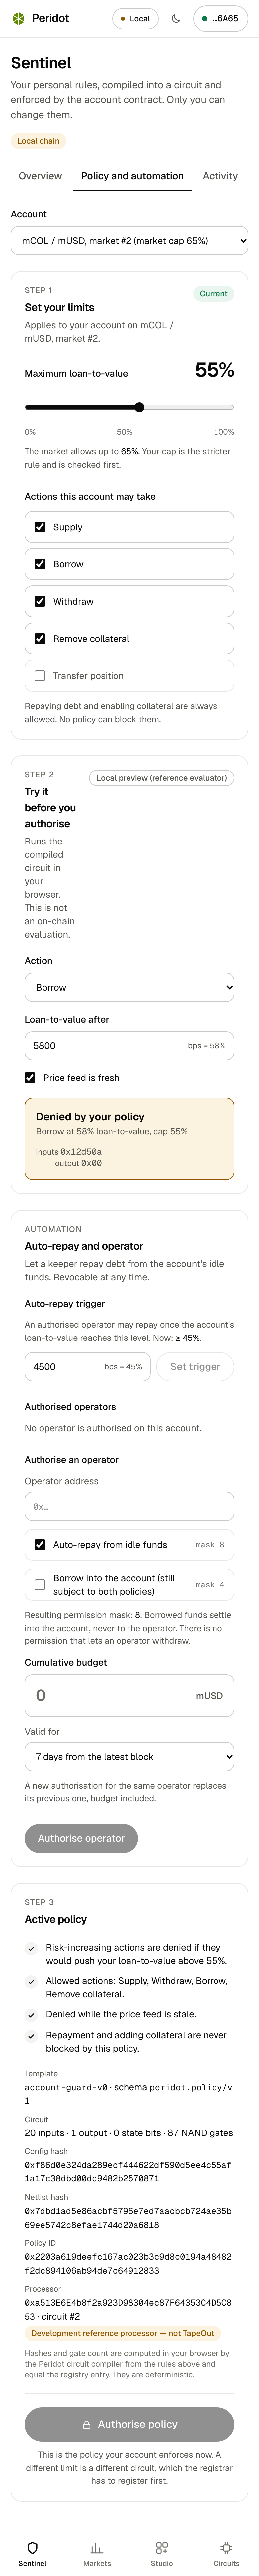 Peridot
Local
...6A65
Sentinel
Your personal rules, compiled into a circuit and
enforced by the account contract. Only you can
change them.
Local chain
Overview
Policy and automation
Activity
Account
mCOL / mUSD, market #2 (market cap 65%)
STEP 1
Current
Set your limits
Applies to your account on mCOL /
mUSD, market #2.
Maximum loan-to-value
55%
0%
50%
100%
The market allows up to 65%. Your cap is the stricter
rule and is checked first.
Actions this account may take
Supply
Borrow
Withdraw
Remove collateral
Transfer position
Repaying debt and enabling collateral are always
allowed. No policy can block them.
STEP 2
Local preview (reference evaluator)
Try it
before you
authorise
Runs the
compiled
circuit in
your
browser.
This is not
an on-chain
evaluation.
Action
Borrow
Loan-to-value after
5800
bps = 58%
Price feed is fresh
Denied by your policy
Borrow at 58% loan-to-value, cap 55%
inputs 0x12d50a
output 0x00
AUTOMATION
Auto-repay and operator
Let a keeper repay debt from the account's idle
funds. Revocable at any time.
Auto-repay trigger
An authorised operator may repay once the account's
loan-to-value reaches this level. Now: ≥ 45%.
4500
bps = 45%
Set trigger
Authorised operators
No operator is authorised on this account.
Authorise an operator
Operator address
0x…
Auto-repay from idle funds
mask 8
Borrow into the account (still
subject to both policies)
mask 4
Resulting permission mask: 8. Borrowed funds settle
into the account, never to the operator. There is no
permission that lets an operator withdraw.
Cumulative budget
0
mUSD
Valid for
7 days from the latest block
A new authorisation for the same operator replaces
its previous one, budget included.
Authorise operator
STEP 3
Active policy
Risk-increasing actions are denied if they
would push your loan-to-value above 55%.
Allowed actions: Supply, Withdraw, Borrow,
Remove collateral.
Denied while the price feed is stale.
Repayment and adding collateral are never
blocked by this policy.
Template
account-guard-v0 · schema peridot.policy/v
1
Circuit
20 inputs · 1 output · 0 state bits · 87 NAND gates
Config hash
0xf86d0e324da289ecf444622df590d5ee4c55af
1a17c38dbd00dc9482b2570871
Netlist hash
0x7dbd1ad5e86acbf5796e7ed7aacbcb724ae35b
69ee5742c8efae1744d20a6818
Policy ID
0x2203a619deefc167ac023b3c9d8c0194a48482
f2dc894106ab94de7c64912833
Processor
0xa513E6E4b8f2a923D98304ec87F64353C4D5C8
53 · circuit #2
Development reference processor — not TapeOut
Hashes and gate count are computed in your browser by
the Peridot circuit compiler from the rules above and
equal the registry entry. They are deterministic.
Authorise policy
This is the policy your account enforces now. A
different limit is a different circuit, which the registrar
has to register first.
Sentinel
Markets
Studio
Circuits